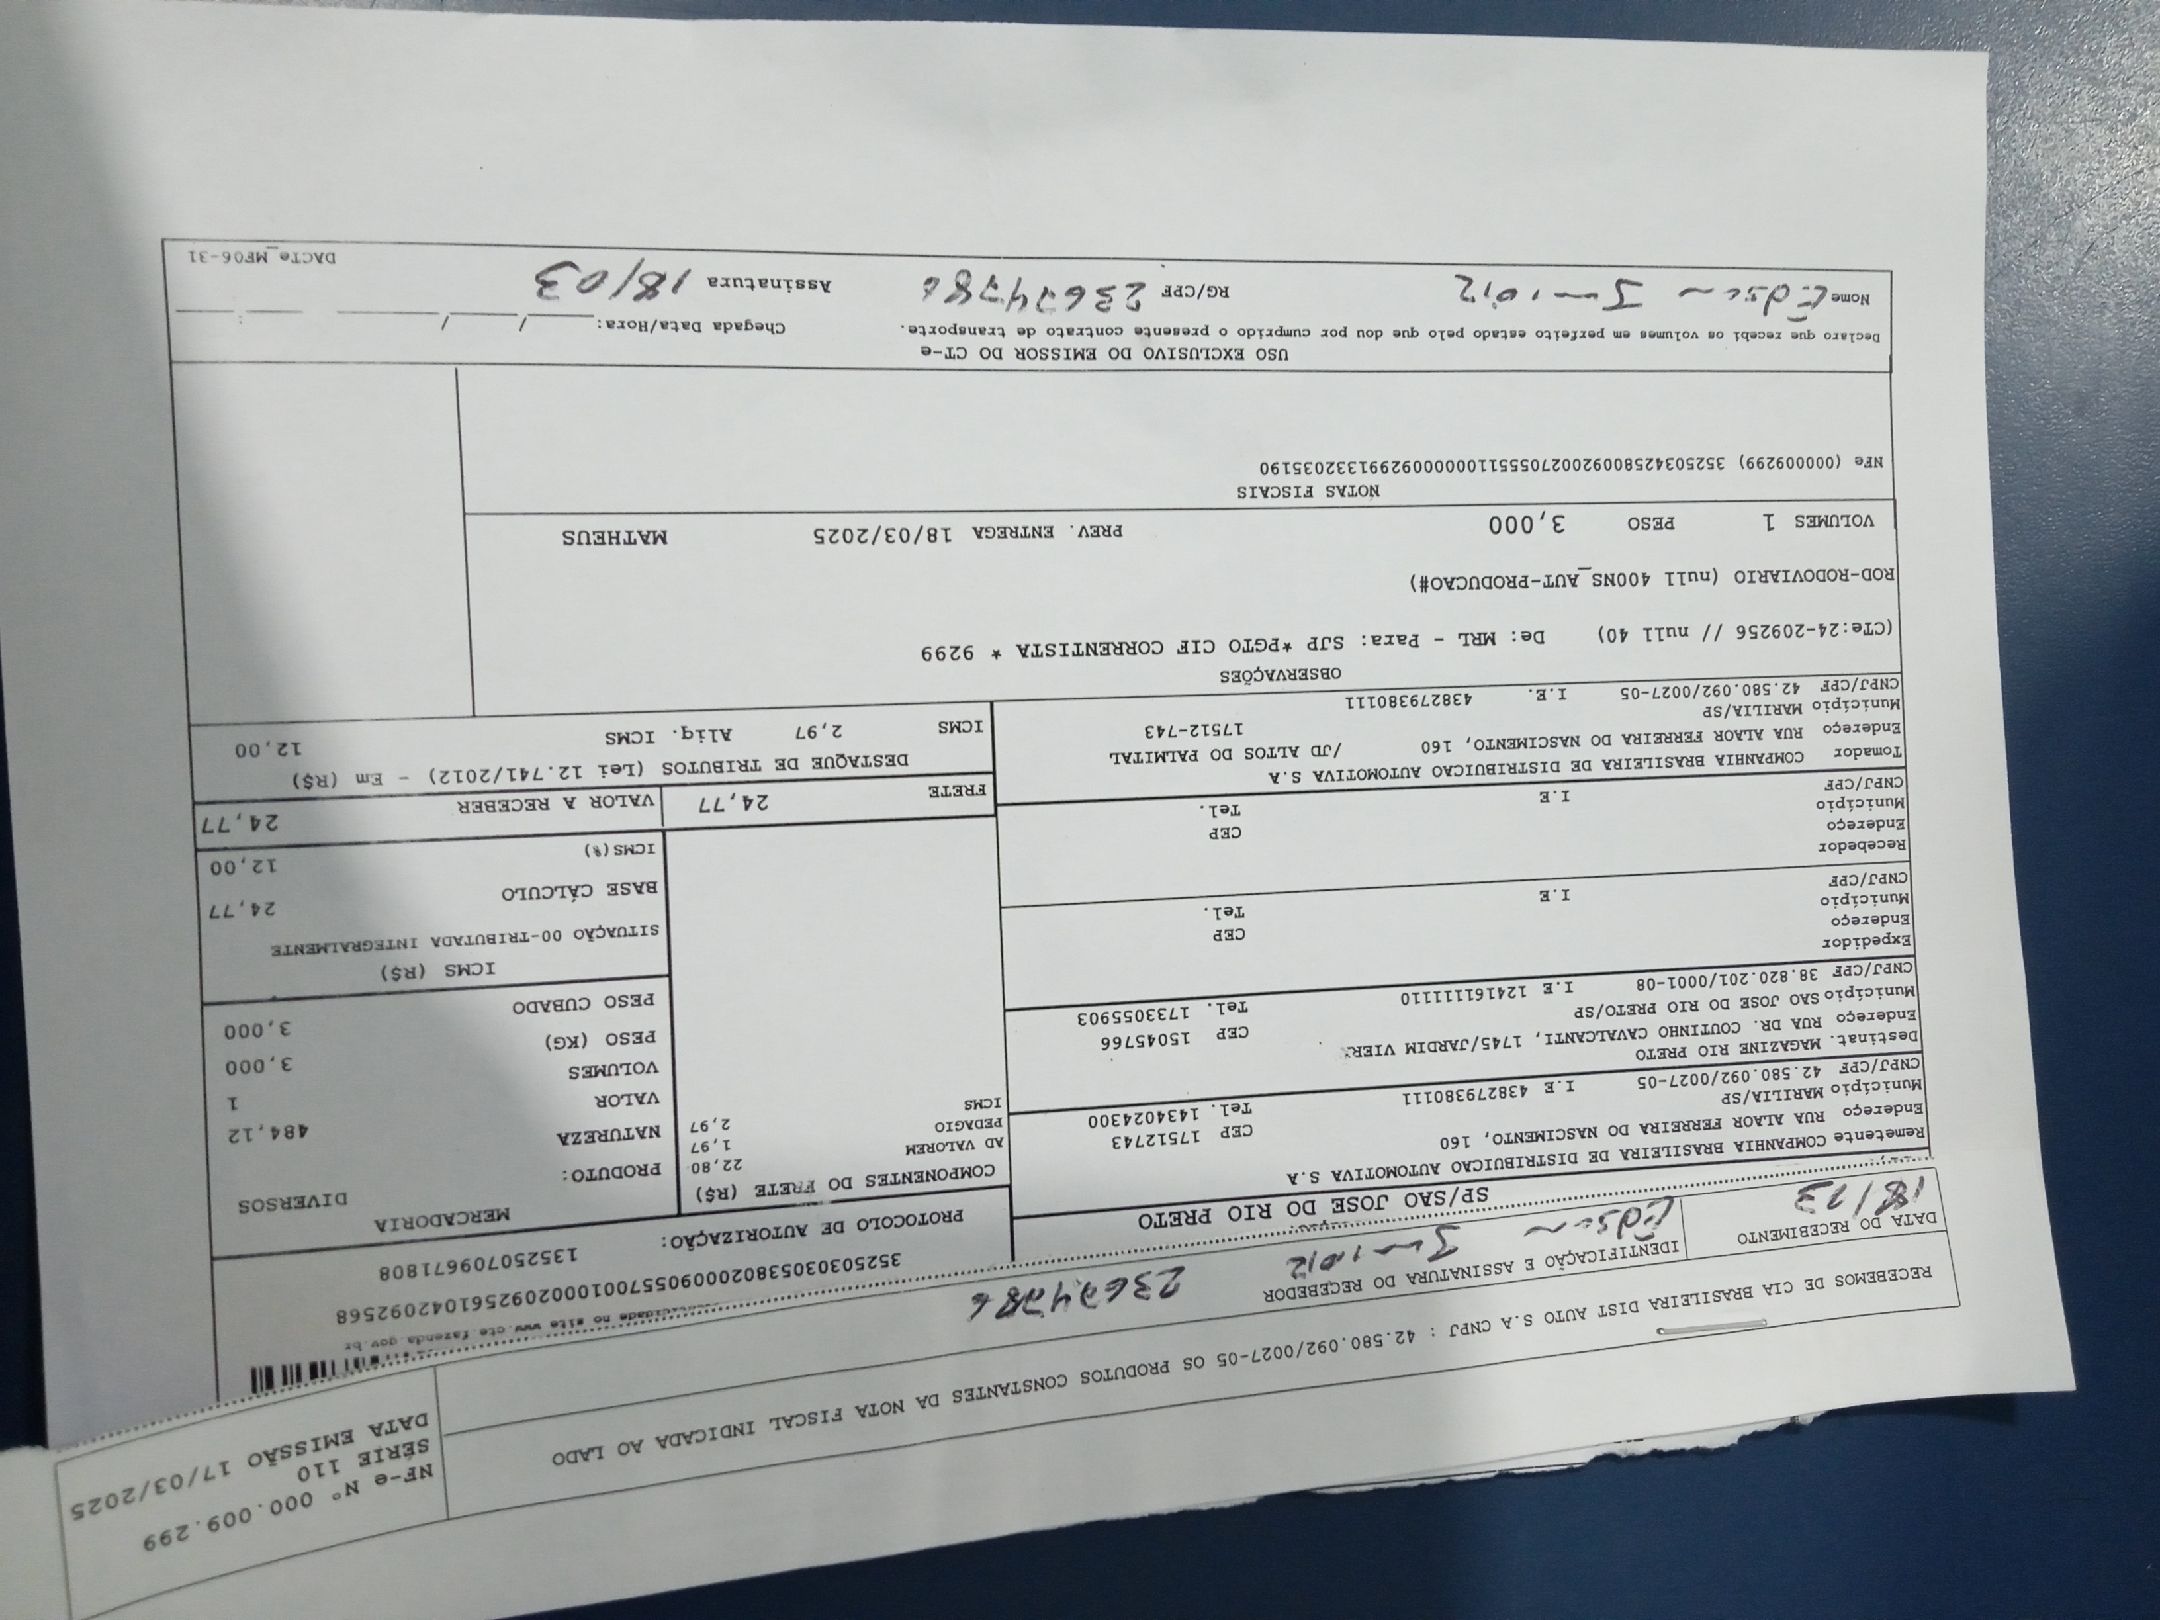 RECEBEMOS DE CIA BRASILEIRA DIST AUTO S.A CNPJ : 42.580.092/0027-05 OS PRODUTOS CONSTANTES DA NOTA FISCAL INDICADA AO LADO
NF-e Nº 000.009.299
SÉRIE 110
DATA EMISSÃO 17/03/2025
DATA DO RECEBIMENTO
IDENTIFICAÇÃO E ASSINATURA DO RECEBEDOR
Edson
no site www.cte.fazenda.gov.br
35250303053802000905570010002092561042092568
PROTOCOLO DE AUTORIZAÇÃO: 135250709671808
SP/SAO JOSE DO RIO PRETO
Remetente COMPANHIA BRASILEIRA DE DISTRIBUICAO AUTOMOTIVA S.A
Endereço RUA ALAOR FERREIRA DO NASCIMENTO, 160 CEP 17512743
Município MARILIA/SP Tel. 1434024300
CNPJ/CPF 42.580.092/0027-05 I.E 438279380111
Destinat. MAGAZINE RIO PRETO
Endereço RUA DR. COUTINHO CAVALCANTI, 1745/JARDIM VIER CEP 15045766
Município SAO JOSE DO RIO PRETO/SP Tel. 1733055903
CNPJ/CPF 38.820.201/0001-08 I.E 124161111110
Expedidor
Endereço CEP
Município Tel.
CNPJ/CPF I.E
Recebedor
Endereço CEP
Município Tel.
CNPJ/CPF I.E
Tomador COMPANHIA BRASILEIRA DE DISTRIBUICAO AUTOMOTIVA S.A
Endereço RUA ALAOR FERREIRA DO NASCIMENTO, 160 /JD ALTOS DO PALMITAL
Município MARILIA/SP 17512-743
CNPJ/CPF 42.580.092/0027-05 I.E. 438279380111
COMPONENTES DO FRETE (R$)
22,80
AD VALOREM 1,97
PEDAGIO 2,97
ICMS
MERCADORIA
PRODUTO: DIVERSOS
NATUREZA
VALOR 484,12
VOLUMES 1
PESO (KG) 3,000
PESO CUBADO 3,000
ICMS (R$)
SITUAÇÃO 00-TRIBUTADA INTEGRALMENTE
BASE CÁLCULO 24,77
ICMS(%) 12,00
FRETE 24,77 VALOR A RECEBER 24,77
DESTAQUE DE TRIBUTOS (Lei 12.741/2012) - Em (R$)
ICMS 2,97 Aliq. ICMS 12,00
OBSERVAÇÕES
(CTe:24-209256 // null 40) De: MRL - Para: SJP *PGTO CIF CORRENTISTA * 9299
ROD-RODOVIARIO (null 400NS_AUT-PRODUCAO#)
VOLUMES 1 PESO 3,000 PREV. ENTREGA 18/03/2025 MATHEUS
NOTAS FISCAIS
NFe (000009299) 35250342580092002705551100000092991332035190
USO EXCLUSIVO DO EMISSOR DO CT-e
Declaro que recebi os volumes em perfeito estado pelo que dou por cumprido o presente contrato de transporte. Chegada Data/Hora: / / :
Nome Edson RG/CPF Assinatura 18/03
DACTe_MF06-31